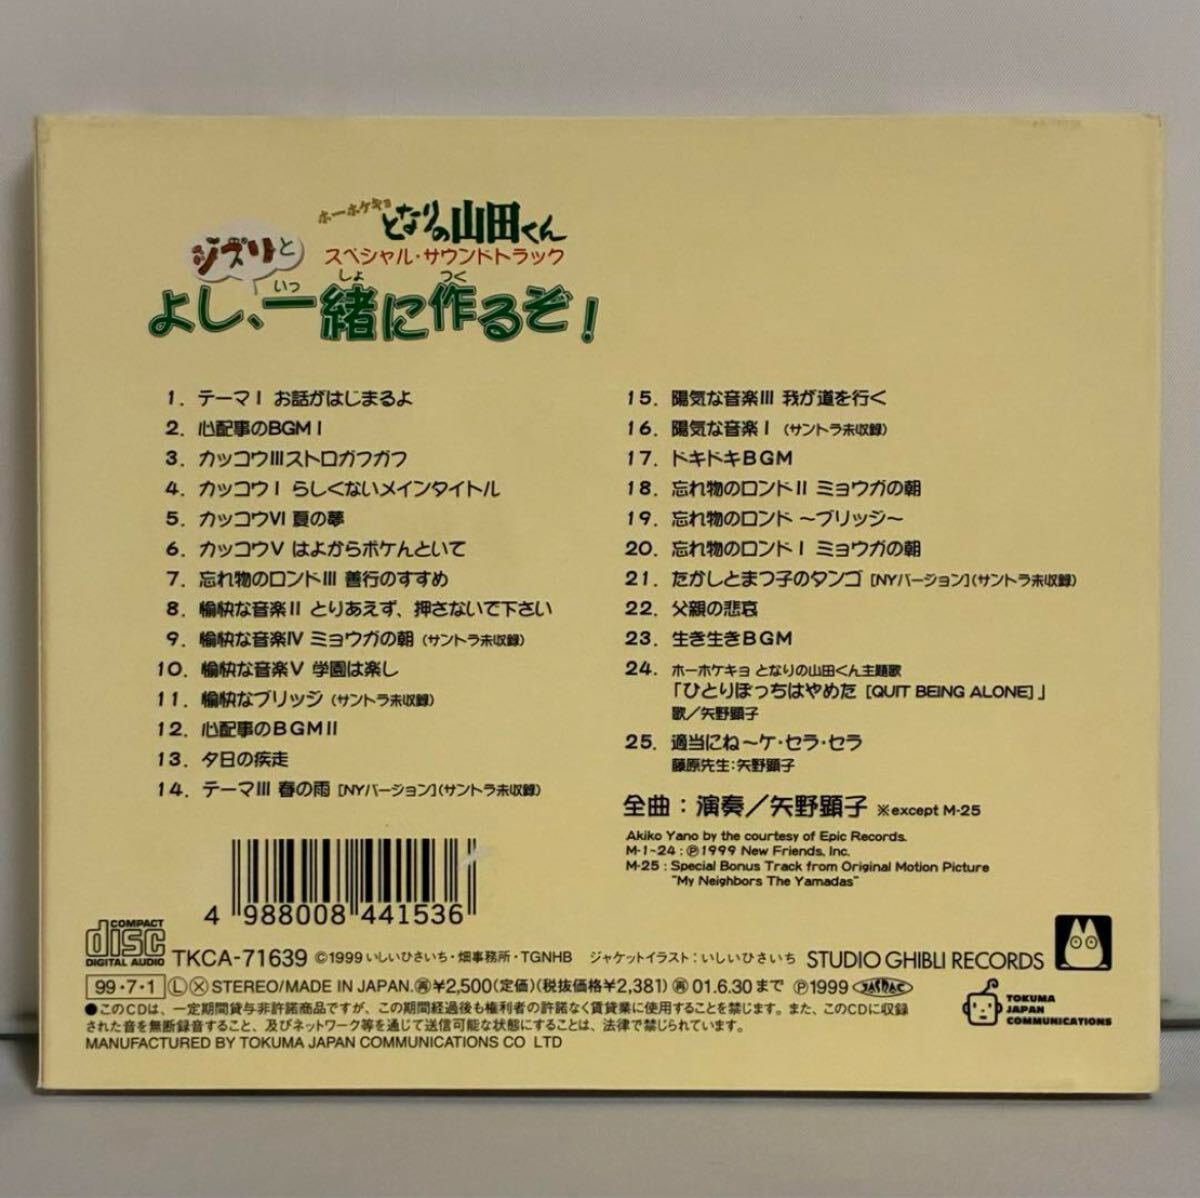 ホーホケキョ
となりの山田くん
スペシャル・サウンドトラック
ジブリと
いっしょ つく
よし、一緒に作るぞ!
1. テーマI お話がはじまるよ
2. 心配事のBGM I
3. カッコウIIIストロガフガフ
4. カッコウI らしくないメインタイトル
5. カッコウVI 夏の夢
6. カッコウV はよからボケんといて
7. 忘れ物のロンドIII 善行のすすめ
8. 愉快な音楽II とりあえず、押さないで下さい
9. 愉快な音楽IV ミョウガの朝 (サントラ未収録)
10. 愉快な音楽V 学園は楽し
11. 愉快なブリッジ (サントラ未収録)
12. 心配事のBGM II
13. 夕日の疾走
14. テーマIII 春の雨 [NYバージョン](サントラ未収録)
15. 陽気な音楽III 我が道を行く
16. 陽気な音楽I (サントラ未収録)
17. ドキドキBGM
18. 忘れ物のロンドII ミョウガの朝
19. 忘れ物のロンド 〜ブリッジ〜
20. 忘れ物のロンドI ミョウガの朝
21. たかしとまつ子のタンゴ [NYバージョン](サントラ未収録)
22. 父親の悲哀
23. 生き生きBGM
24. ホーホケキョ となりの山田くん主題歌
「ひとりぼっちはやめた [QUIT BEING ALONE]」
歌/矢野顕子
25. 適当にね〜ケ・セラ・セラ
藤原先生:矢野顕子
全曲:演奏/矢野顕子 ※except M-25
Akiko Yano by the courtesy of Epic Records.
M-1~24 : ℗1999 New Friends, Inc.
M-25 : Special Bonus Track from Original Motion Picture
"My Neighbors The Yamadas"
4 988008 441536
COMPACT
disc
DIGITAL AUDIO
TKCA-71639 ©1999 いしいひさいち・畑事務所・TGNHB ジャケットイラスト:いしいひさいち STUDIO GHIBLI RECORDS
99・7・1 Ⓛ Ⓧ STEREO/MADE IN JAPAN. ㊢¥2,500(定価)(税抜価格¥2,381) ㊢01.6.30まで ℗1999 JASRAC
●このCDは、一定期間貸与非許諾商品ですが、この期間経過後も権利者の許諾なく賃貸業に使用することを禁じます。また、このCDに収録
された音を無断録音すること、及びネットワーク等を通じて送信可能な状態にすることは、法律で禁じられています。
MANUFACTURED BY TOKUMA JAPAN COMMUNICATIONS CO LTD
TOKUMA
JAPAN
COMMUNICATIONS